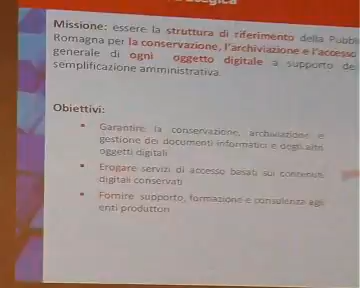 Missione: essere la struttura di riferimento della
Romagna per la conservazione, l'archiviazione e l'accesso
generale di ogni oggetto digitale a supporto
semplificazione amministrativa.
Obiettivi:
• Garantire la conservazione, archiviazione e
gestione dei documenti informatici e degli altri
oggetti digitali
• Erogare servizi di accesso basati sui contenuti
digitali conservati
• Fornire supporto, formazione e consulenza agli
enti produttori